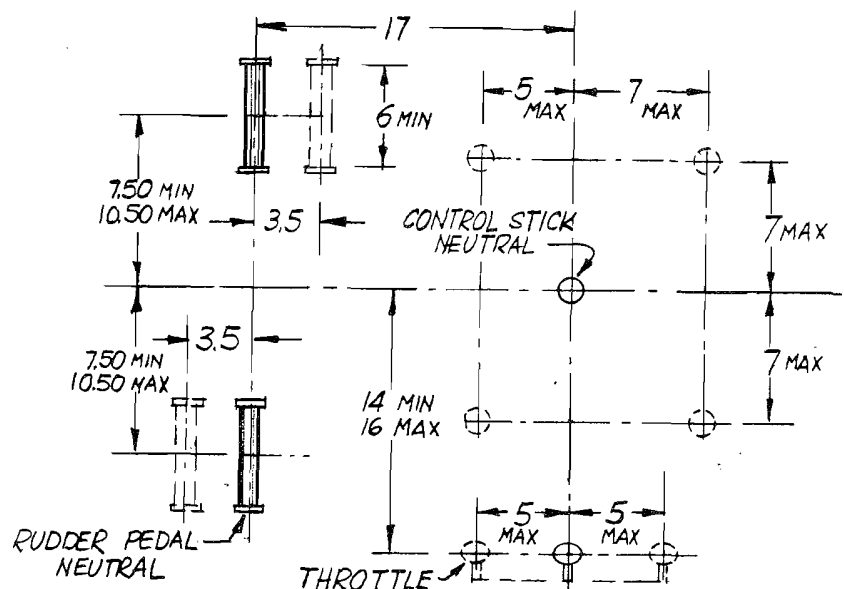 17
5 MAX
7 MAX
6 MIN
7.50 MIN
10.50 MAX
3.5
CONTROL STICK
NEUTRAL
7 MAX
3.5
7.50 MIN
10.50 MAX
14 MIN
16 MAX
7 MAX
5 MAX
5 MAX
RUDDER PEDAL
NEUTRAL
THROTTLE